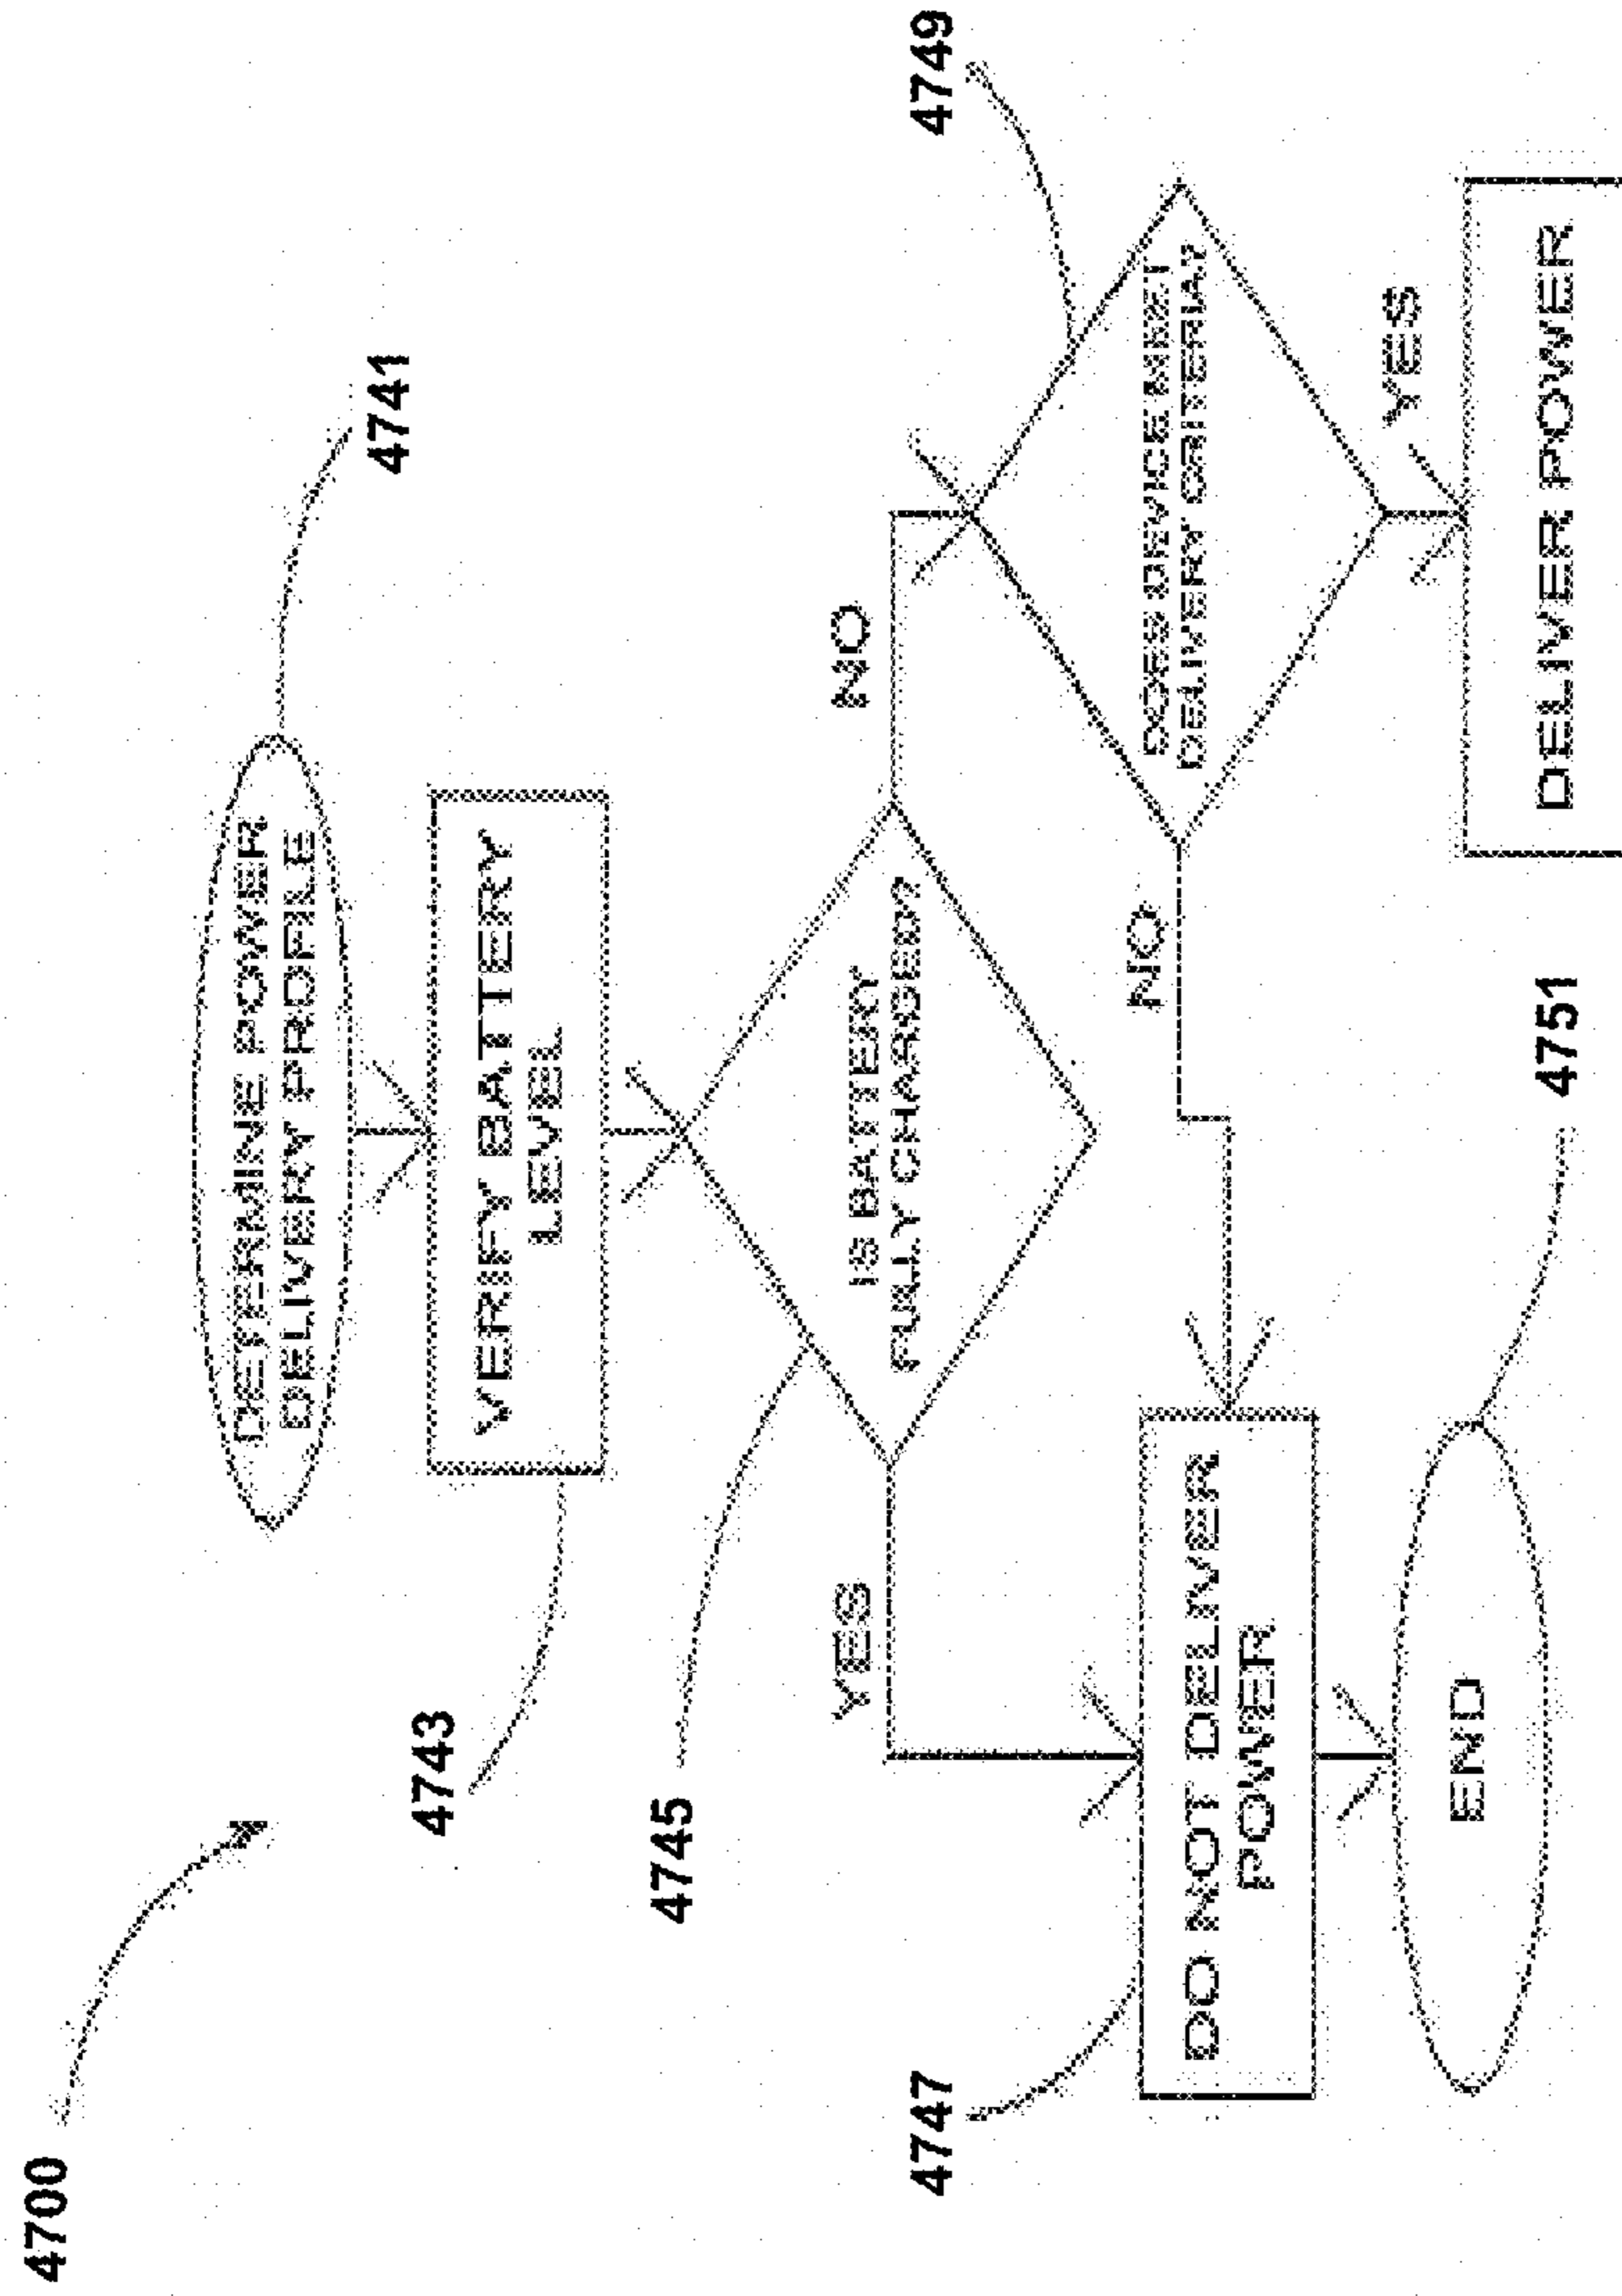 4700
4741
DETERMINE POWER
DELIVERY PROFILE
4743
VERIFY BATTERY
LEVEL
4745
IS BATTERY
FULLY CHARGED?
YES
NO
4747
4749
DOES DEVICE MEET
DELIVERY CRITERIA?
NO
YES
DO NOT DELIVER
POWER
DELIVER POWER
END
4751